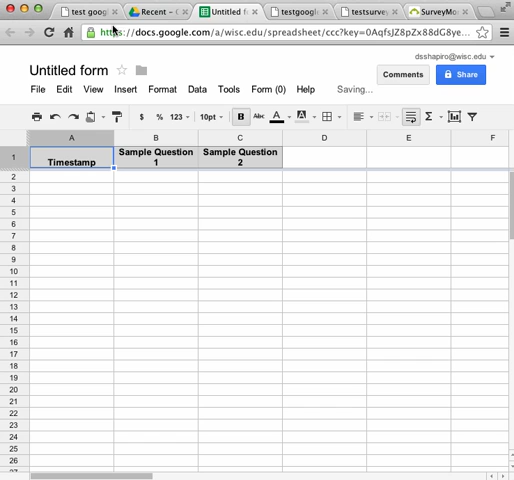 test goog
Recent – G
Untitled f
testgoogle
testsurvey
SurveyMo
https://docs.google.com/a/wisc.edu/spreadsheet/ccc?key=0AqfsJZ8pZx88dG8ye...
dsshapiro@wisc.edu
Untitled form
Comments
Share
File Edit View Insert Format Data Tools Form (0) Help Saving...
$ % 123 10pt B Abc A A Σ
A B C D E F
1 Timestamp Sample Question 1 Sample Question 2
2
3
4
5
6
7
8
9
10
11
12
13
14
15
16
17
18
19
20
21
22
23
24
25
26
27